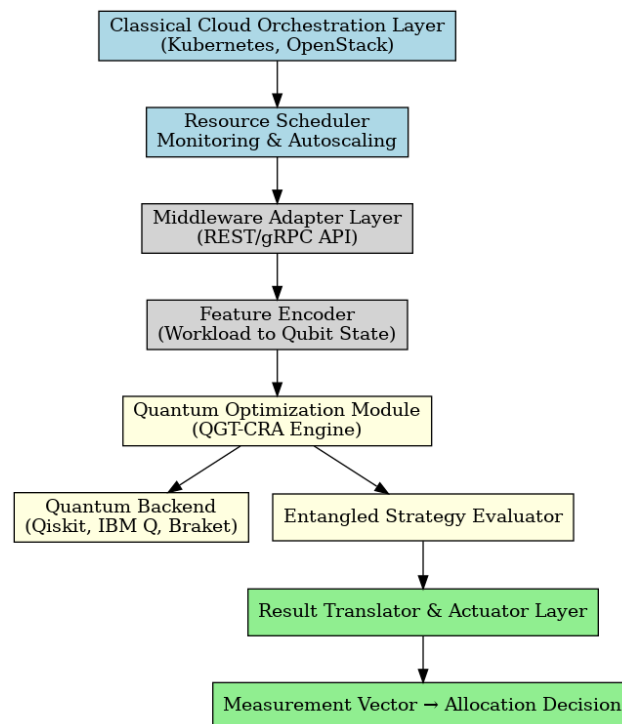 Classical Cloud Orchestration Layer
(Kubernetes, OpenStack)
Resource Scheduler
Monitoring & Autoscaling
Middleware Adapter Layer
(REST/gRPC API)
Feature Encoder
(Workload to Qubit State)
Quantum Optimization Module
(QGT-CRA Engine)
Quantum Backend
(Qiskit, IBM Q, Braket)
Entangled Strategy Evaluator
Result Translator & Actuator Layer
Measurement Vector → Allocation Decision